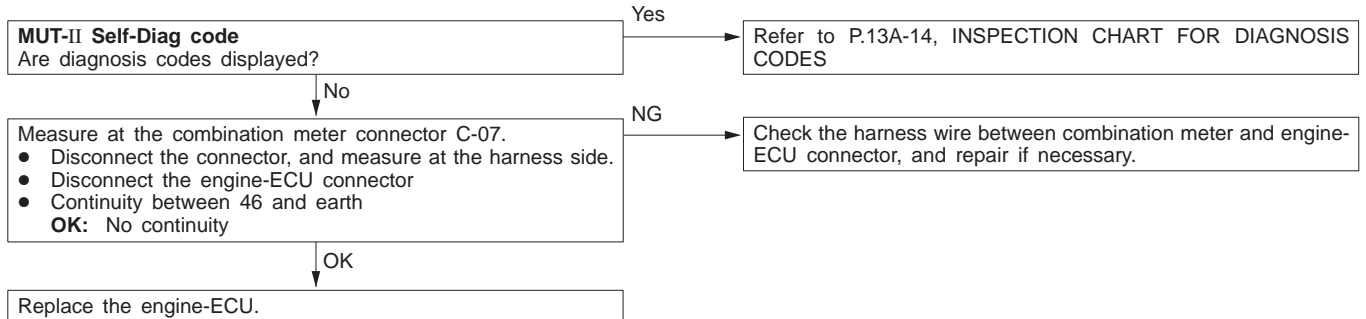 MUT-II Self-Diag code
Are diagnosis codes displayed?
Yes
Refer to P.13A-14, INSPECTION CHART FOR DIAGNOSIS
CODES
No
Measure at the combination meter connector C-07.
● Disconnect the connector, and measure at the harness side.
● Disconnect the engine-ECU connector
● Continuity between 46 and earth
OK: No continuity
NG
Check the harness wire between combination meter and engine-
ECU connector, and repair if necessary.
OK
Replace the engine-ECU.